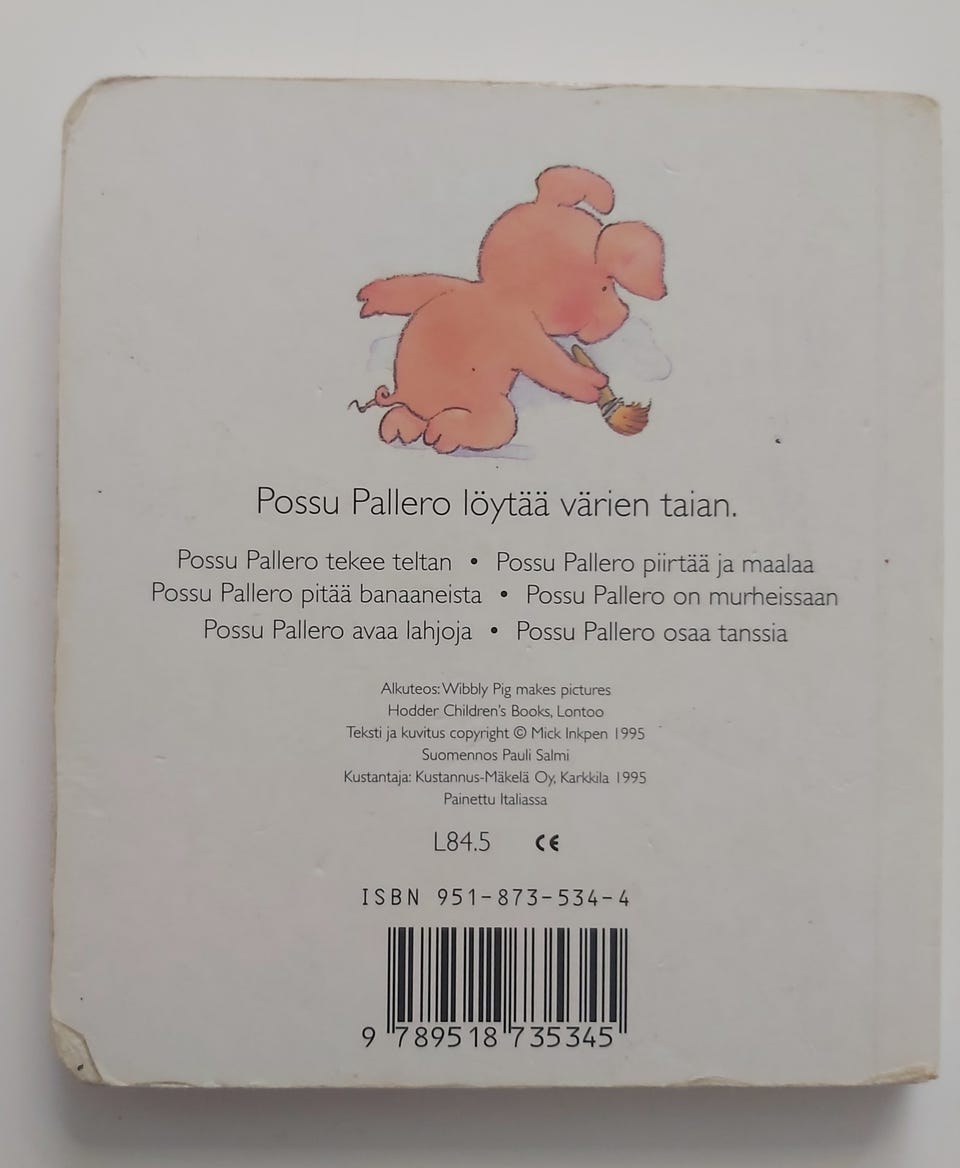 Possu Pallero löytää värien taian.
Possu Pallero tekee teltan • Possu Pallero piirtää ja maalaa
Possu Pallero pitää banaaneista • Possu Pallero on murheissaan
Possu Pallero avaa lahjoja • Possu Pallero osaa tanssia
Alkuteos: Wibbly Pig makes pictures
Hodder Children's Books, Lontoo
Teksti ja kuvitus copyright © Mick Inkpen 1995
Suomennos Pauli Salmi
Kustantaja: Kustannus-Mäkelä Oy, Karkkila 1995
Painettu Italiassa
L84.5 CE
ISBN 951-873-534-4
9 789518 735345